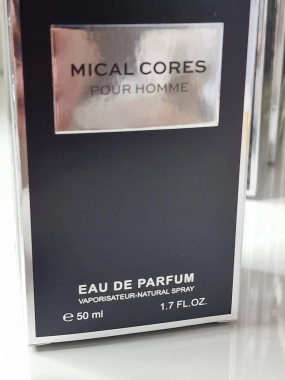 MICAL CORES
POUR HOMME
EAU DE PARFUM
VAPORISATEUR-NATURAL SPRAY
℮ 50 ml 1.7 FL.OZ.